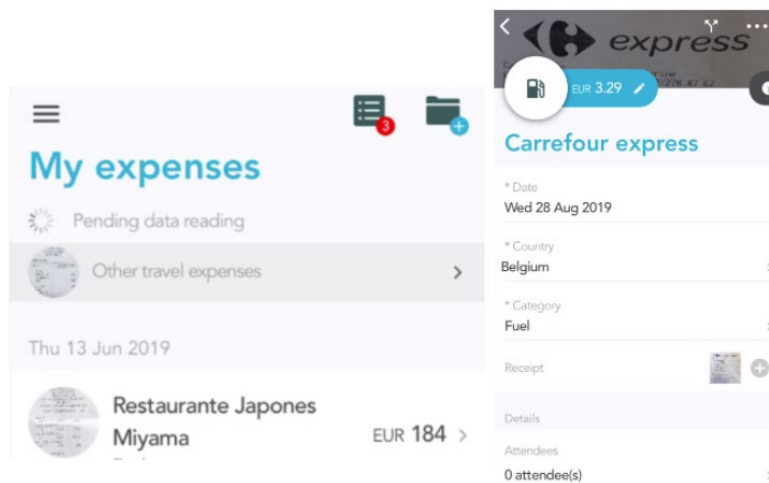 My expenses
3
Pending data reading
Other travel expenses
Thu 13 Jun 2019
Restaurante Japones
Miyama
EUR 184
express
EUR 3.29
Carrefour express
* Date
Wed 28 Aug 2019
* Country
Belgium
* Category
Fuel
Receipt
Details
Attendees
0 attendee(s)